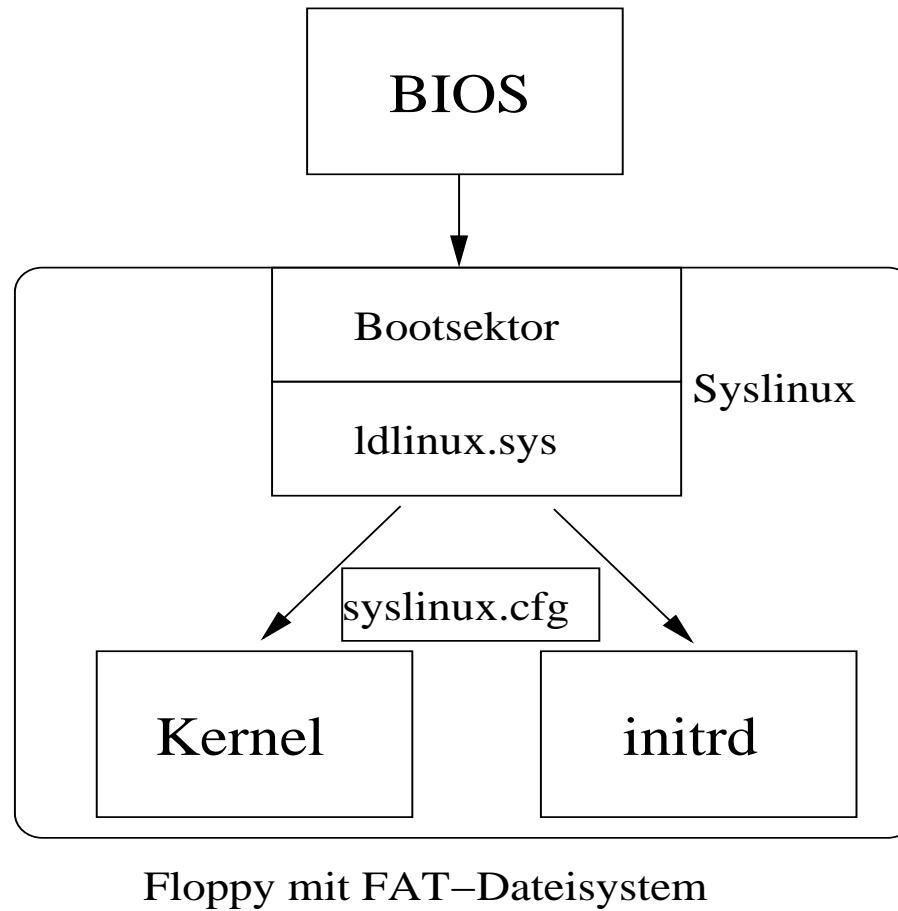 BIOS
Bootsektor
Syslinux
ldlinux.sys
syslinux.cfg
Kernel
initrd
Floppy mit FAT−Dateisystem